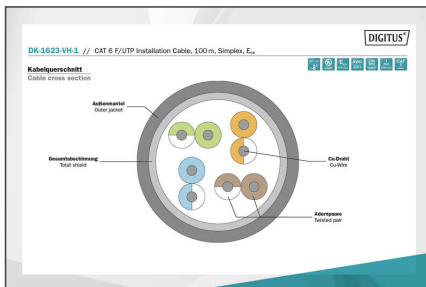 DIGITUS®
DK-1623-VH-1 // CAT 6 F/UTP Installation Cable, 100 m, Simplex, Eca
Kabelquerschnitt
Cable cross section
Außenmantel
Outer jacket
Gesamtabschirmung
Total shield
Cu-Draht
Cu-Wire
Adernpaare
Twisted pair